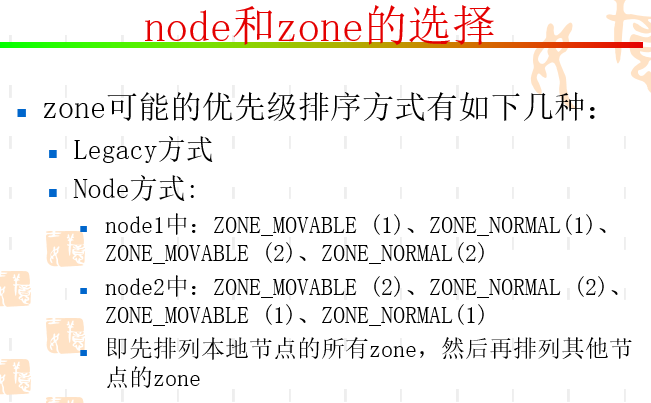 node和zone的选择
zone可能的优先级排序方式有如下几种：
Legacy方式
Node方式:
node1中：ZONE_MOVABLE (1)、ZONE_NORMAL(1)、
ZONE_MOVABLE (2)、ZONE_NORMAL(2)
node2中：ZONE_MOVABLE (2)、ZONE_NORMAL (2)、
ZONE_MOVABLE (1)、ZONE_NORMAL(1)
即先排列本地节点的所有zone，然后再排列其他节
点的zone